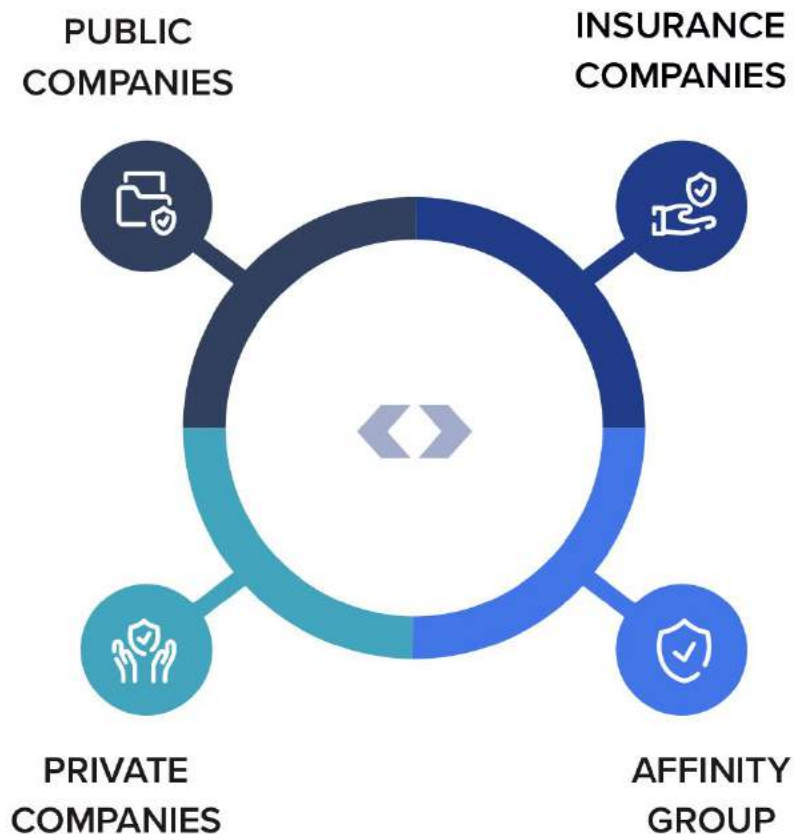 PUBLIC
COMPANIES
INSURANCE
COMPANIES
PRIVATE
COMPANIES
AFFINITY
GROUP